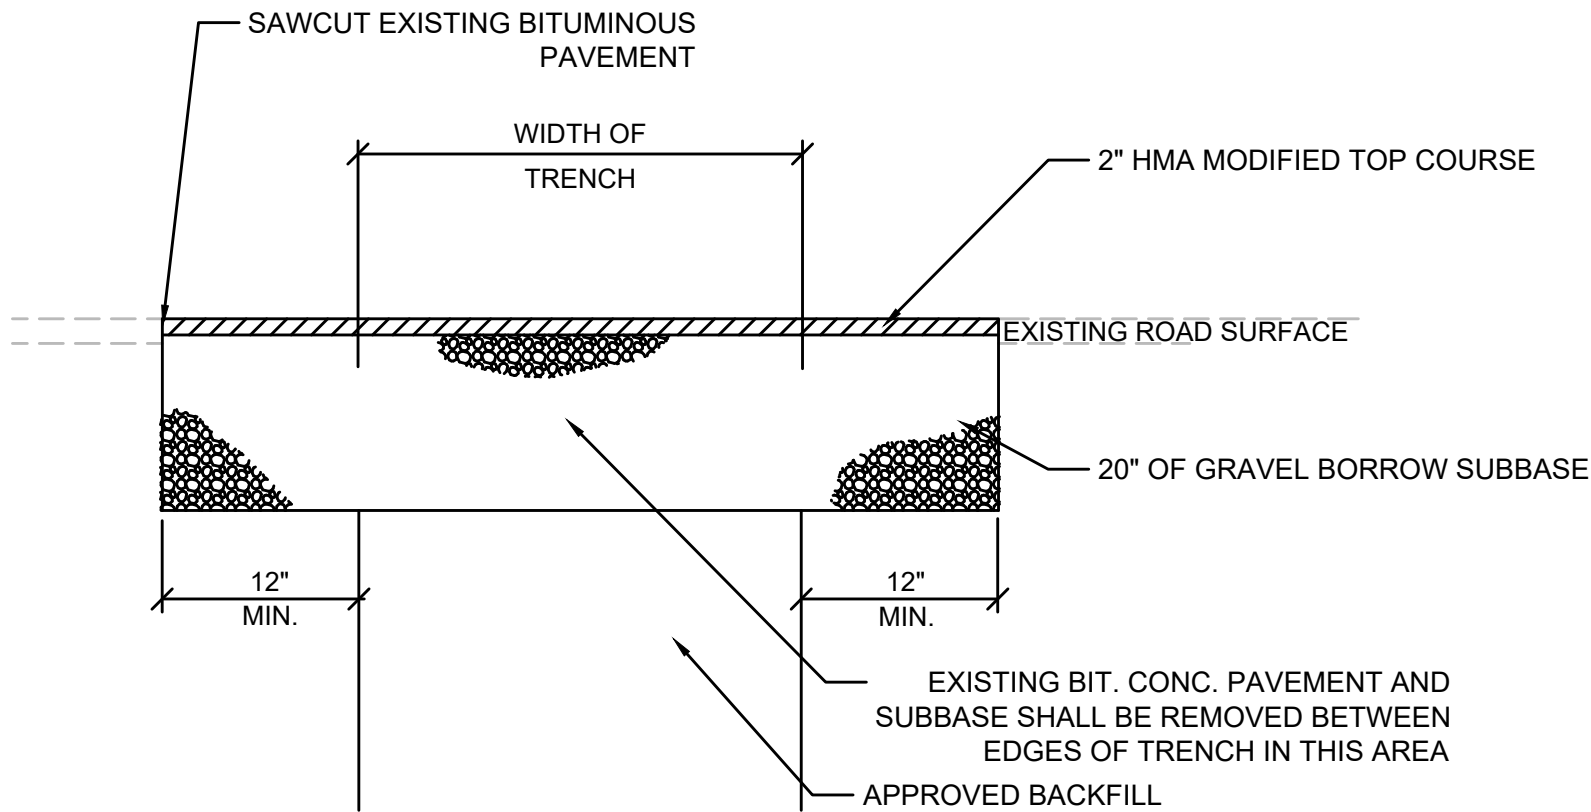 SAWCUT EXISTING BITUMINOUS
PAVEMENT
WIDTH OF
TRENCH
2" HMA MODIFIED TOP COURSE
EXISTING ROAD SURFACE
20" OF GRAVEL BORROW SUBBASE
12"
MIN.
12"
MIN.
EXISTING BIT. CONC. PAVEMENT AND
SUBBASE SHALL BE REMOVED BETWEEN
EDGES OF TRENCH IN THIS AREA
APPROVED BACKFILL